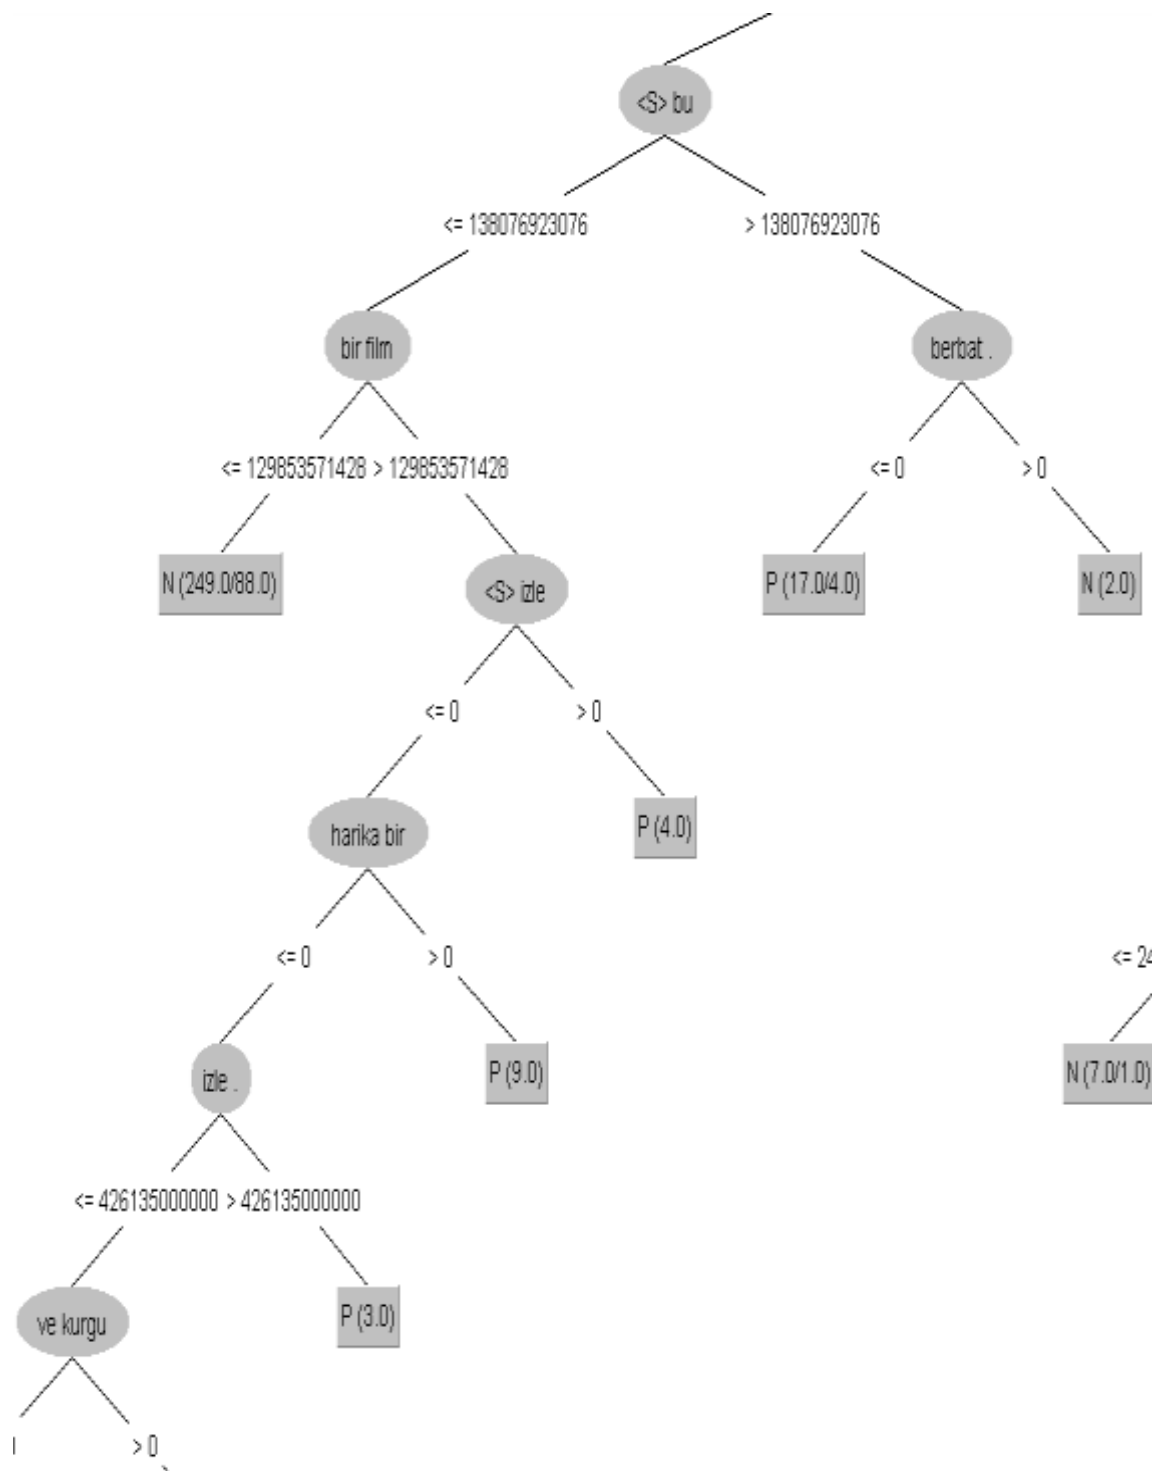 <S> bu
<= 138076923076 > 138076923076
bir film berbat .
<= 129853571428 > 129853571428 <= 0 > 0
N (249.0/88.0) <S> izle P (17.0/4.0) N (2.0)
<= 0 > 0
harika bir P (4.0)
<= 0 > 0 <= 24
izle . P (9.0) N (7.0/1.0)
<= 426135000000 > 426135000000
ve kurgu P (3.0)
> 0